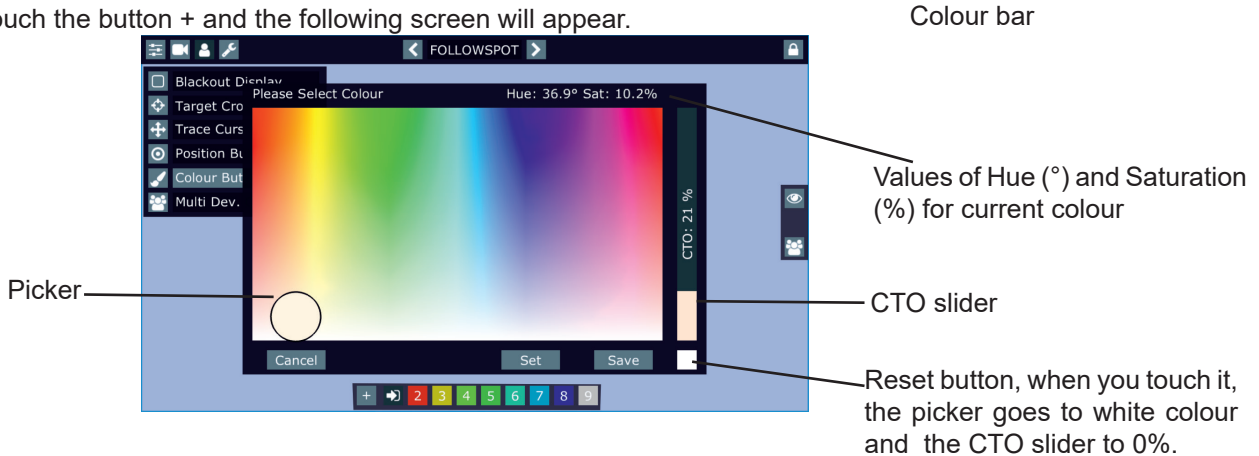 ouch the button + and the following screen will appear.
Colour bar
FOLLOWSPOT
Blackout Display
Target Cro
Trace Curs
Position Bu
Colour But
Multi Dev.
Please Select Colour Hue: 36.9° Sat: 10.2%
CTO: 21 %
Cancel Set Save
+ 2 3 4 5 6 7 8 9
Picker
Values of Hue (°) and Saturation
(%) for current colour
CTO slider
Reset button, when you touch it,
the picker goes to white colour
and the CTO slider to 0%.